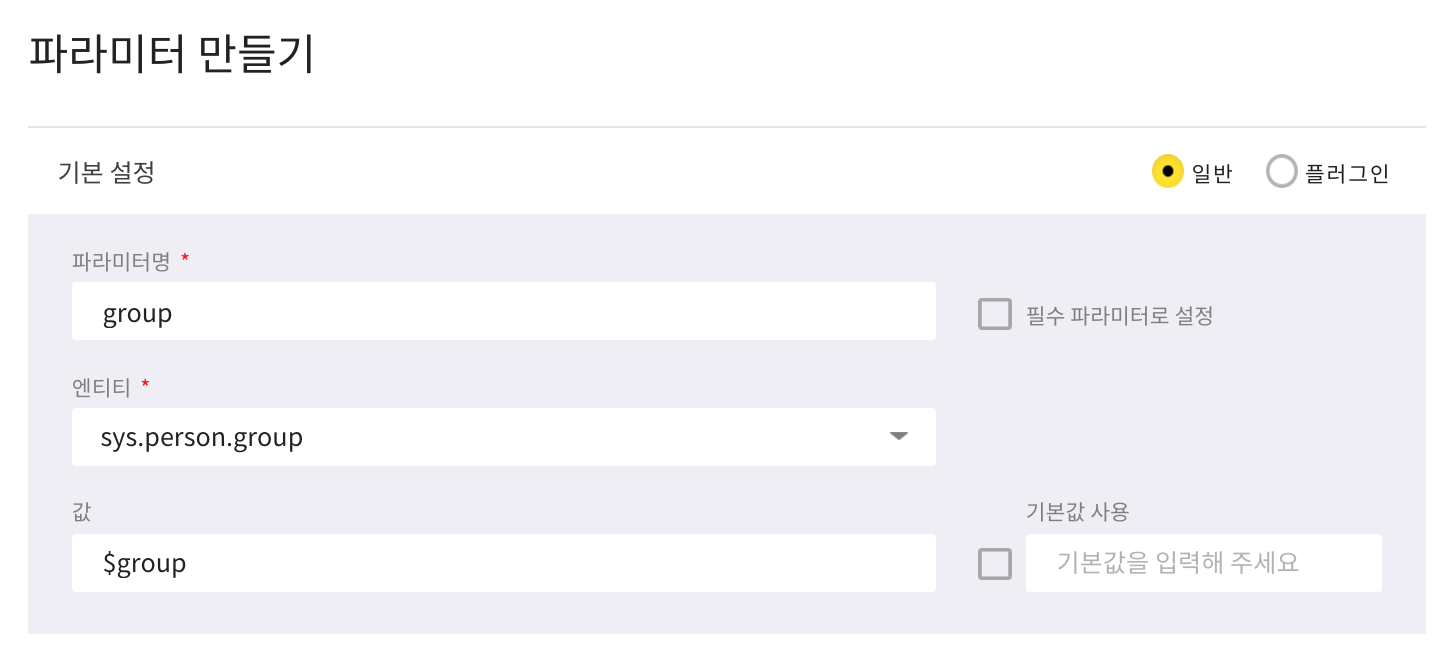 파라미터 만들기
기본 설정
일반
플러그인
파라미터명 *
group
필수 파라미터로 설정
엔티티 *
sys.person.group
값
기본값 사용
$group
기본값을 입력해 주세요